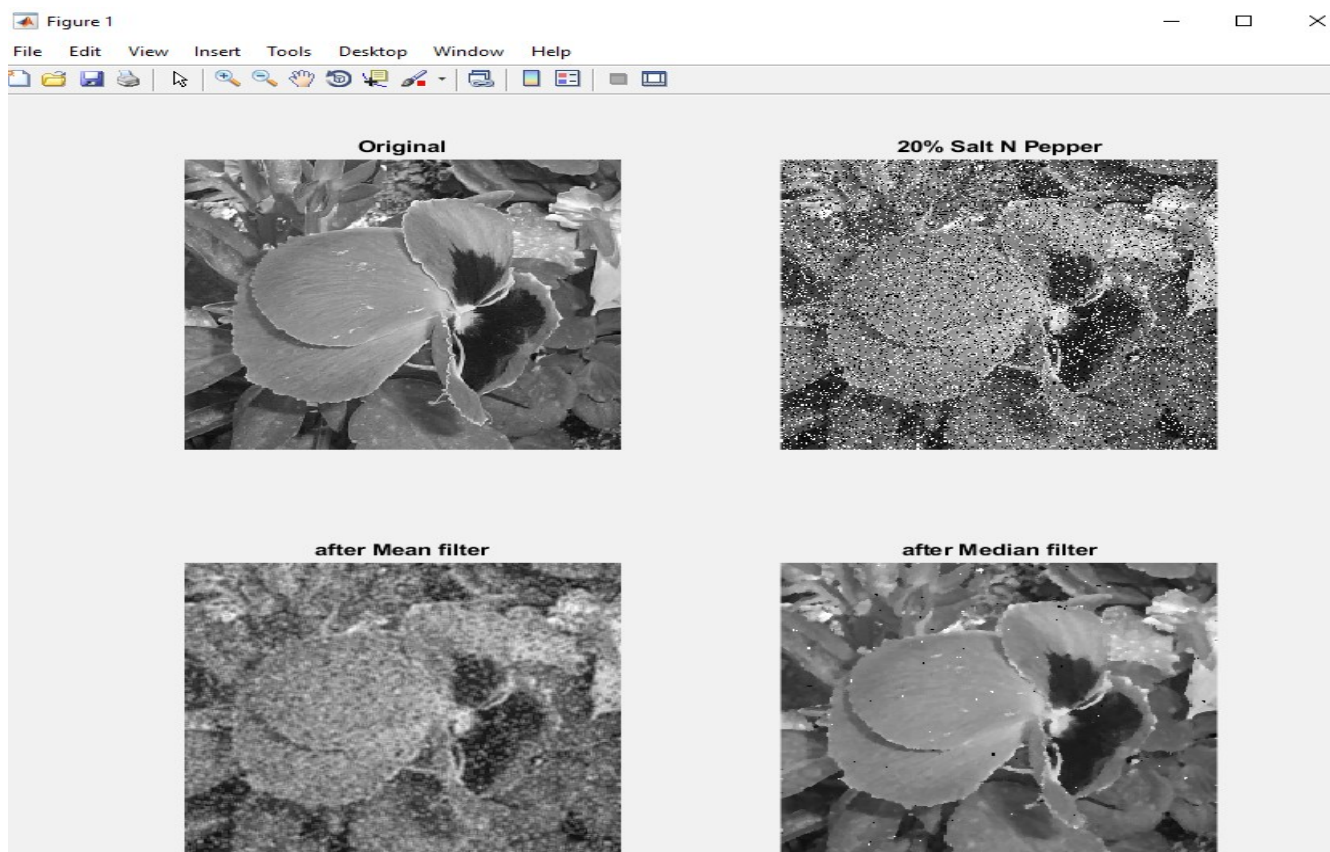 Figure 1
File Edit View Insert Tools Desktop Window Help
Original
20% Salt N Pepper
after Mean filter
after Median filter